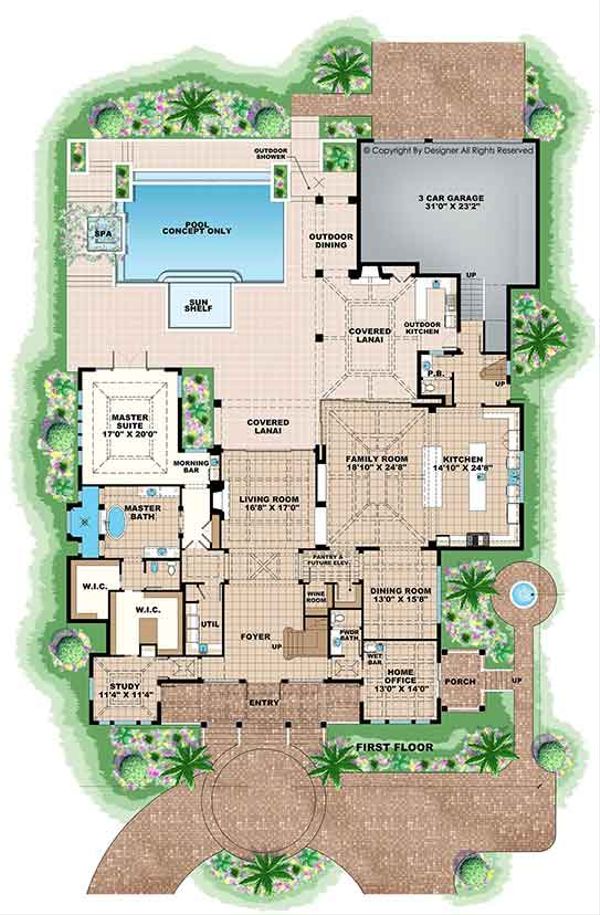 © Copyright By Designer All Rights Reserved
OUTDOOR
SHOWER
3 CAR GARAGE
31'0" X 23'2"
POOL
CONCEPT ONLY
SPA
OUTDOOR
DINING
UP
SUN
SHELF
COVERED
LANAI
OUTDOOR
KITCHEN
P.B.
UP
MASTER
SUITE
17'0" X 20'0"
COVERED
LANAI
MORNING
BAR
FAMILY ROOM
18'10" X 24'8"
KITCHEN
14'10" X 24'8"
LIVING ROOM
16'8" X 17'0"
MASTER
BATH
PANTRY &
FUTURE ELEV.
W.I.C.
W.I.C.
WINE
ROOM
DINING ROOM
13'0" X 15'8"
UTIL
FOYER
UP
PWDR
BATH
WET
BAR
STUDY
11'4" X 11'4"
HOME
OFFICE
13'0" X 14'0"
PORCH
UP
ENTRY
FIRST FLOOR